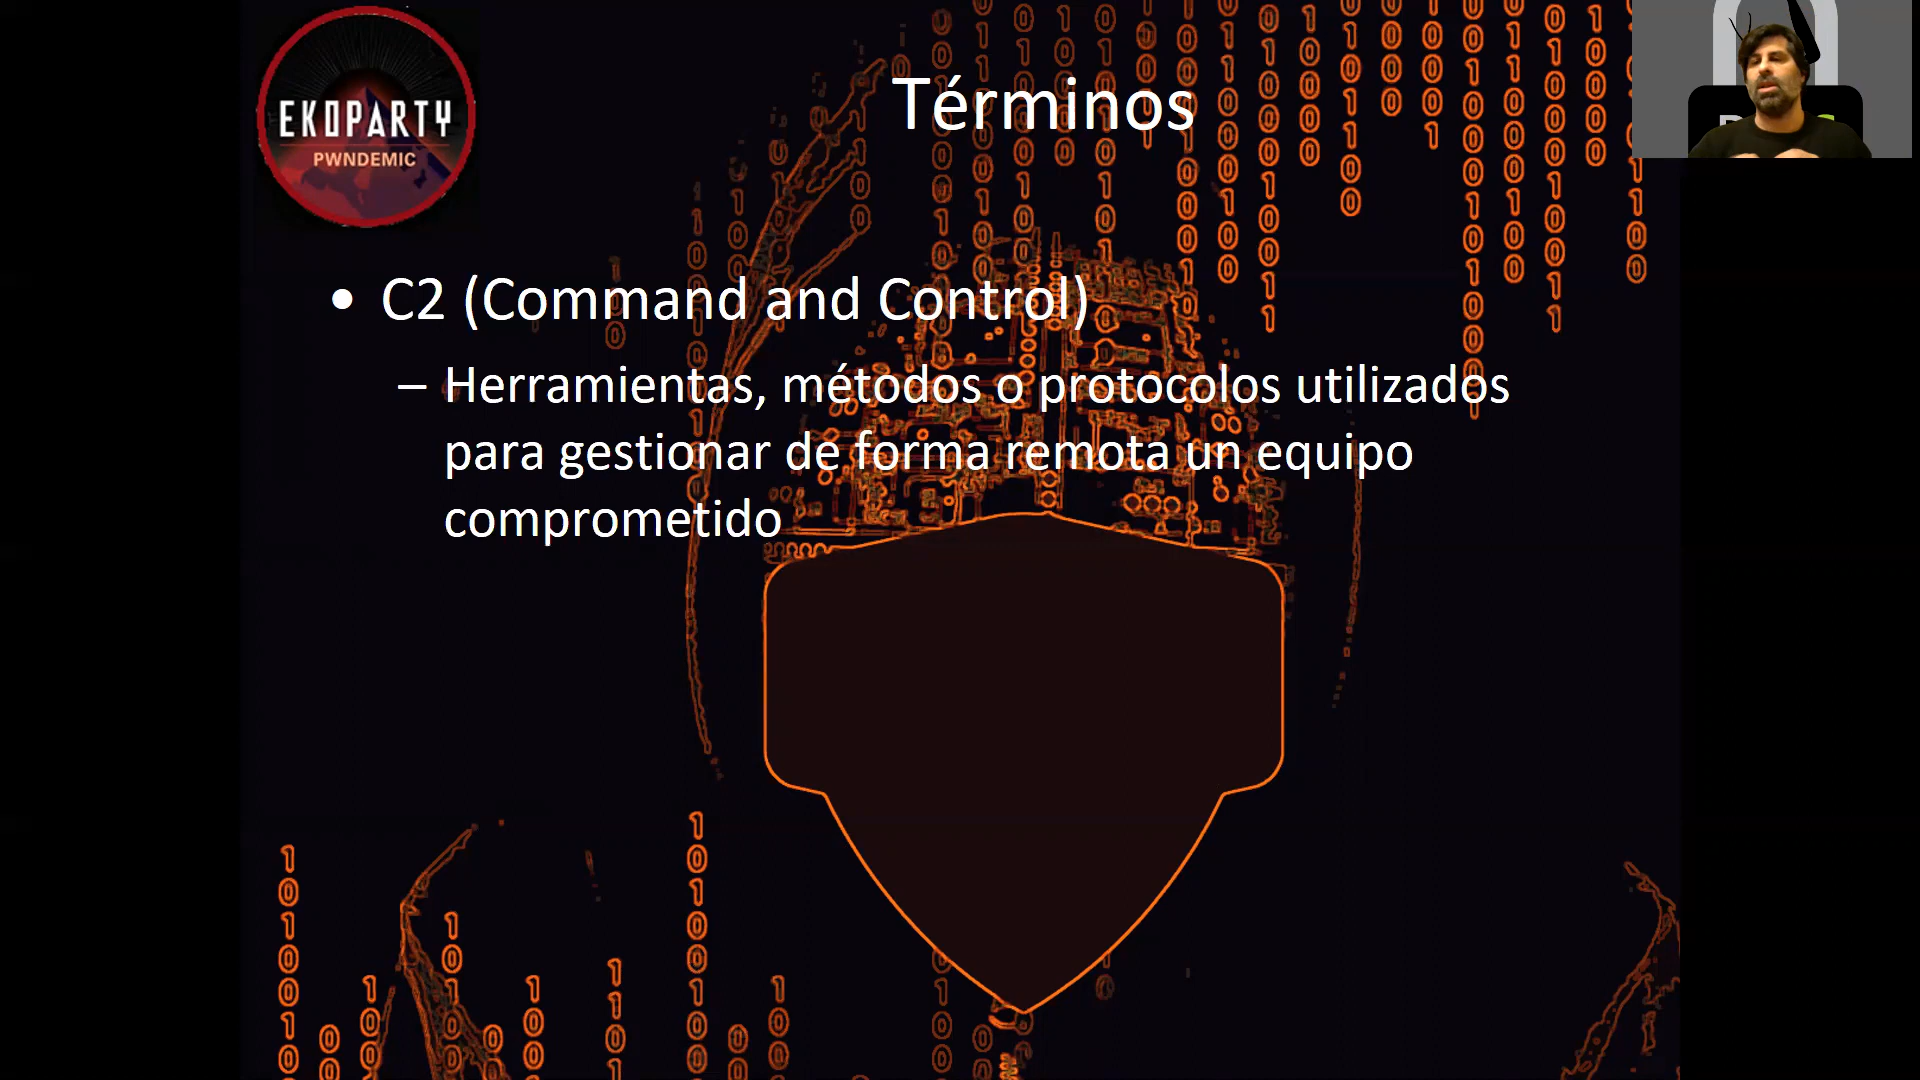 EKOPARTY
PWNDEMIC
Términos
• C2 (Command and Control)
– Herramientas, métodos o protocolos utilizados
para gestionar de forma remota un equipo
comprometido